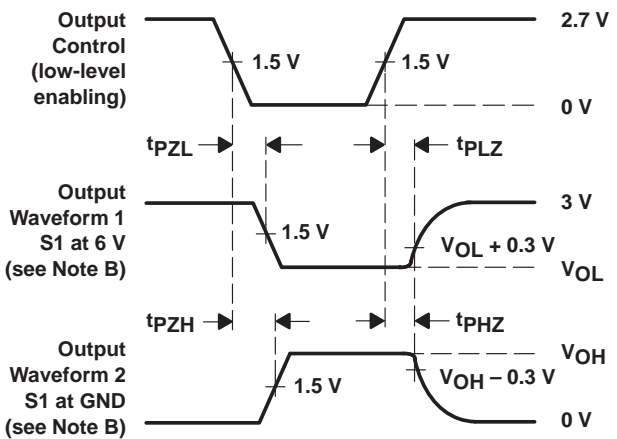 Output
Control
(low-level
enabling)
2.7 V
1.5 V
1.5 V
0 V
tPZL
tPLZ
Output
Waveform 1
S1 at 6 V
(see Note B)
3 V
1.5 V
VOL + 0.3 V
VOL
tPZH
tPHZ
Output
Waveform 2
S1 at GND
(see Note B)
VOH
1.5 V
VOH – 0.3 V
0 V